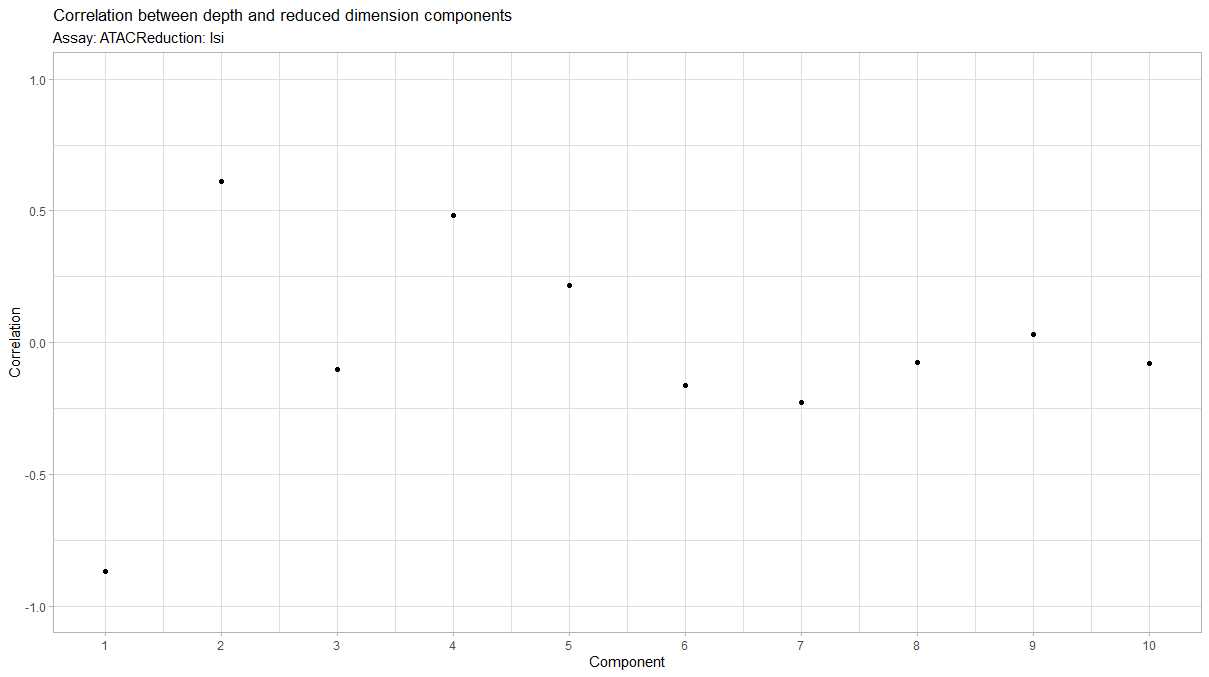 Correlation between depth and reduced dimension components
Assay: ATACReduction: lsi
1.0
0.5
0.0
-0.5
-1.0
Correlation
1 2 3 4 5 6 7 8 9 10
Component